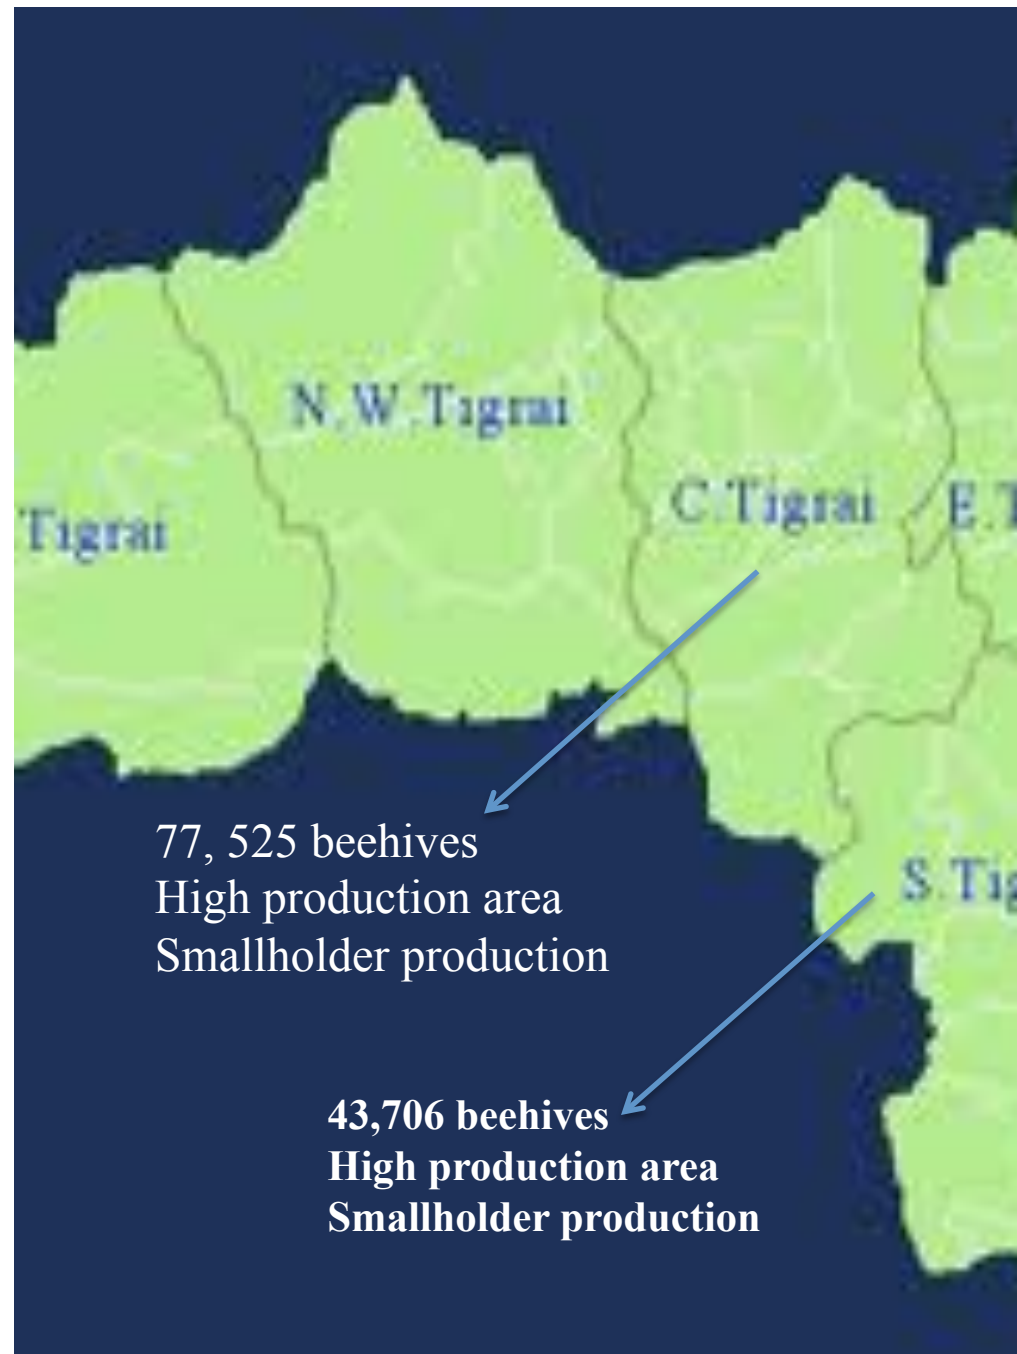 N.W.Tigrai
C.Tigrai
E.T
Tigrai
77, 525 beehives
High production area
Smallholder production
S.Tig
43,706 beehives
High production area
Smallholder production